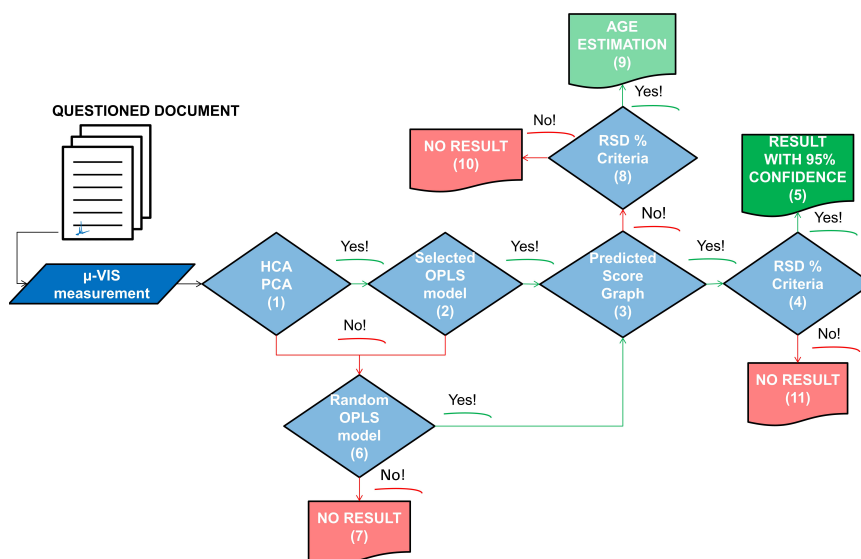 AGE
ESTIMATION
(9)
Yes!
QUESTIONED DOCUMENT
No!
NO RESULT
(10)
RSD %
Criteria
(8)
RESULT
WITH 95%
CONFIDENCE
(5)
No!
Yes!
µ-VIS
measurement
HCA
PCA
(1)
Yes!
Selected
OPLS
model
(2)
Yes!
Predicted
Score
Graph
(3)
Yes!
RSD %
Criteria
(4)
No!
No!
Random
OPLS
model
(6)
Yes!
NO RESULT
(11)
No!
NO RESULT
(7)